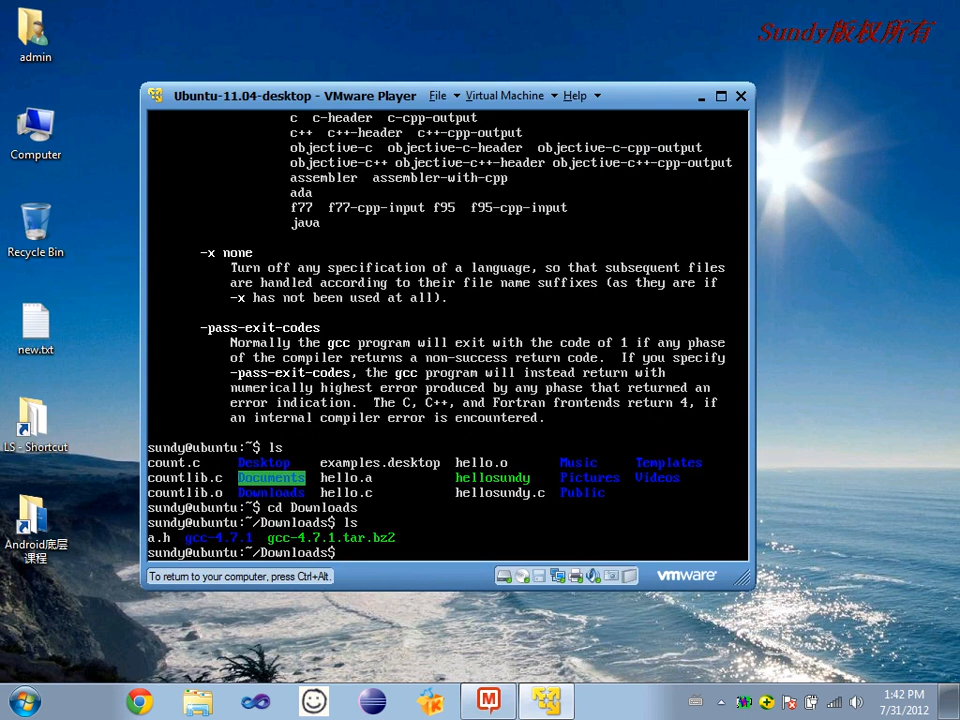 admin
Sundy版权所有
Ubuntu-11.04-desktop - VMware Player File Virtual Machine Help
c c-header c-cpp-output
c++ c++-header c++-cpp-output
objective-c objective-c-header objective-c-cpp-output
objective-c++ objective-c++-header objective-c++-cpp-output
assembler assembler-with-cpp
ada
f77 f77-cpp-input f95 f95-cpp-input
java
-x none
Turn off any specification of a language, so that subsequent files
are handled according to their file name suffixes (as they are if
-x has not been used at all).
-pass-exit-codes
Normally the gcc program will exit with the code of 1 if any phase
of the compiler returns a non-success return code. If you specify
-pass-exit-codes, the gcc program will instead return with
numerically highest error produced by any phase that returned an
error indication. The C, C++, and Fortran frontends return 4, if
an internal compiler error is encountered.
sundy@ubuntu:~$ ls
count.c Desktop examples.desktop hello.o Music Templates
countlib.c Documents hello.a hellosundy Pictures Videos
countlib.o Downloads hello.c hellosundy.c Public
sundy@ubuntu:~$ cd Downloads
sundy@ubuntu:~/Downloads$ ls
a.h gcc-4.7.1 gcc-4.7.1.tar.bz2
sundy@ubuntu:~/Downloads$
To return to your computer, press Ctrl+Alt.
vmware
Computer
Recycle Bin
new.txt
LS - Shortcut
Android底层
课程
1:42 PM
7/31/2012